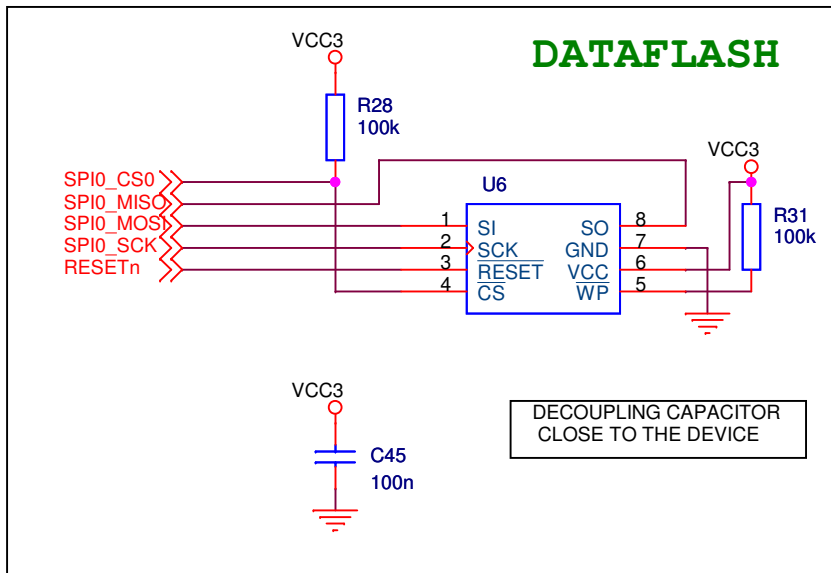 DATAFLASH
VCC3
R28
100k
SPI0_CS0
SPI0_MISO
SPI0_MOSI
SPI0_SCK
RESETn
U6
1 SI
2 SCK
3 RESET
4 CS
SO 8
GND 7
VCC 6
WP 5
VCC3
R31
100k
VCC3
C45
100n
DECOUPLING CAPACITOR
CLOSE TO THE DEVICE